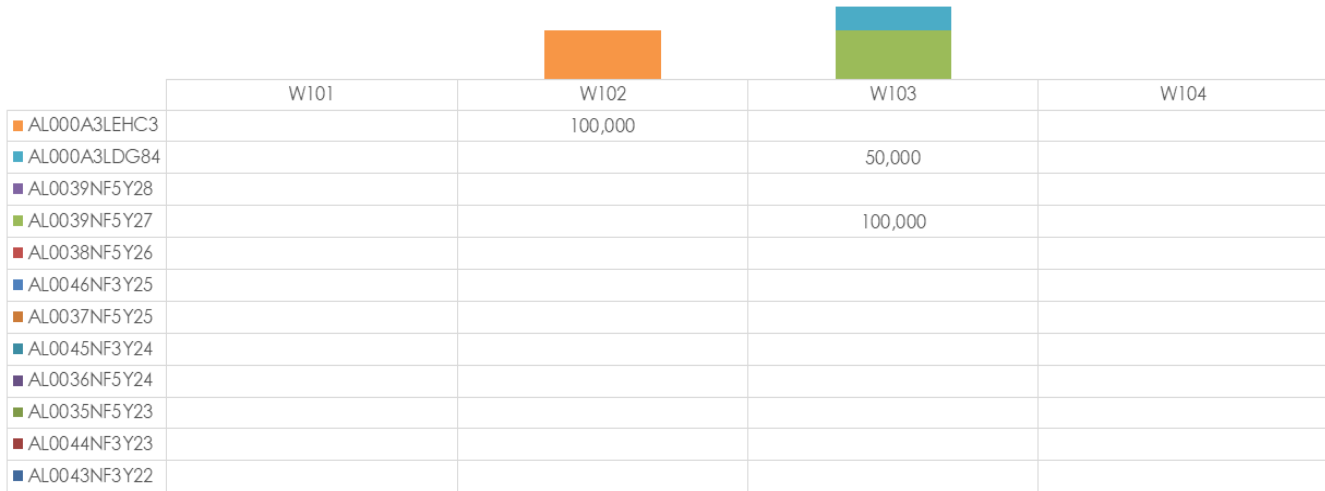 W101 W102 W103 W104
AL000A3LEHC3 100,000
AL000A3LDG84 50,000
AL0039NF5Y28
AL0039NF5Y27 100,000
AL0038NF5Y26
AL0046NF3Y25
AL0037NF5Y25
AL0045NF3Y24
AL0036NF5Y24
AL0035NF5Y23
AL0044NF3Y23
AL0043NF3Y22